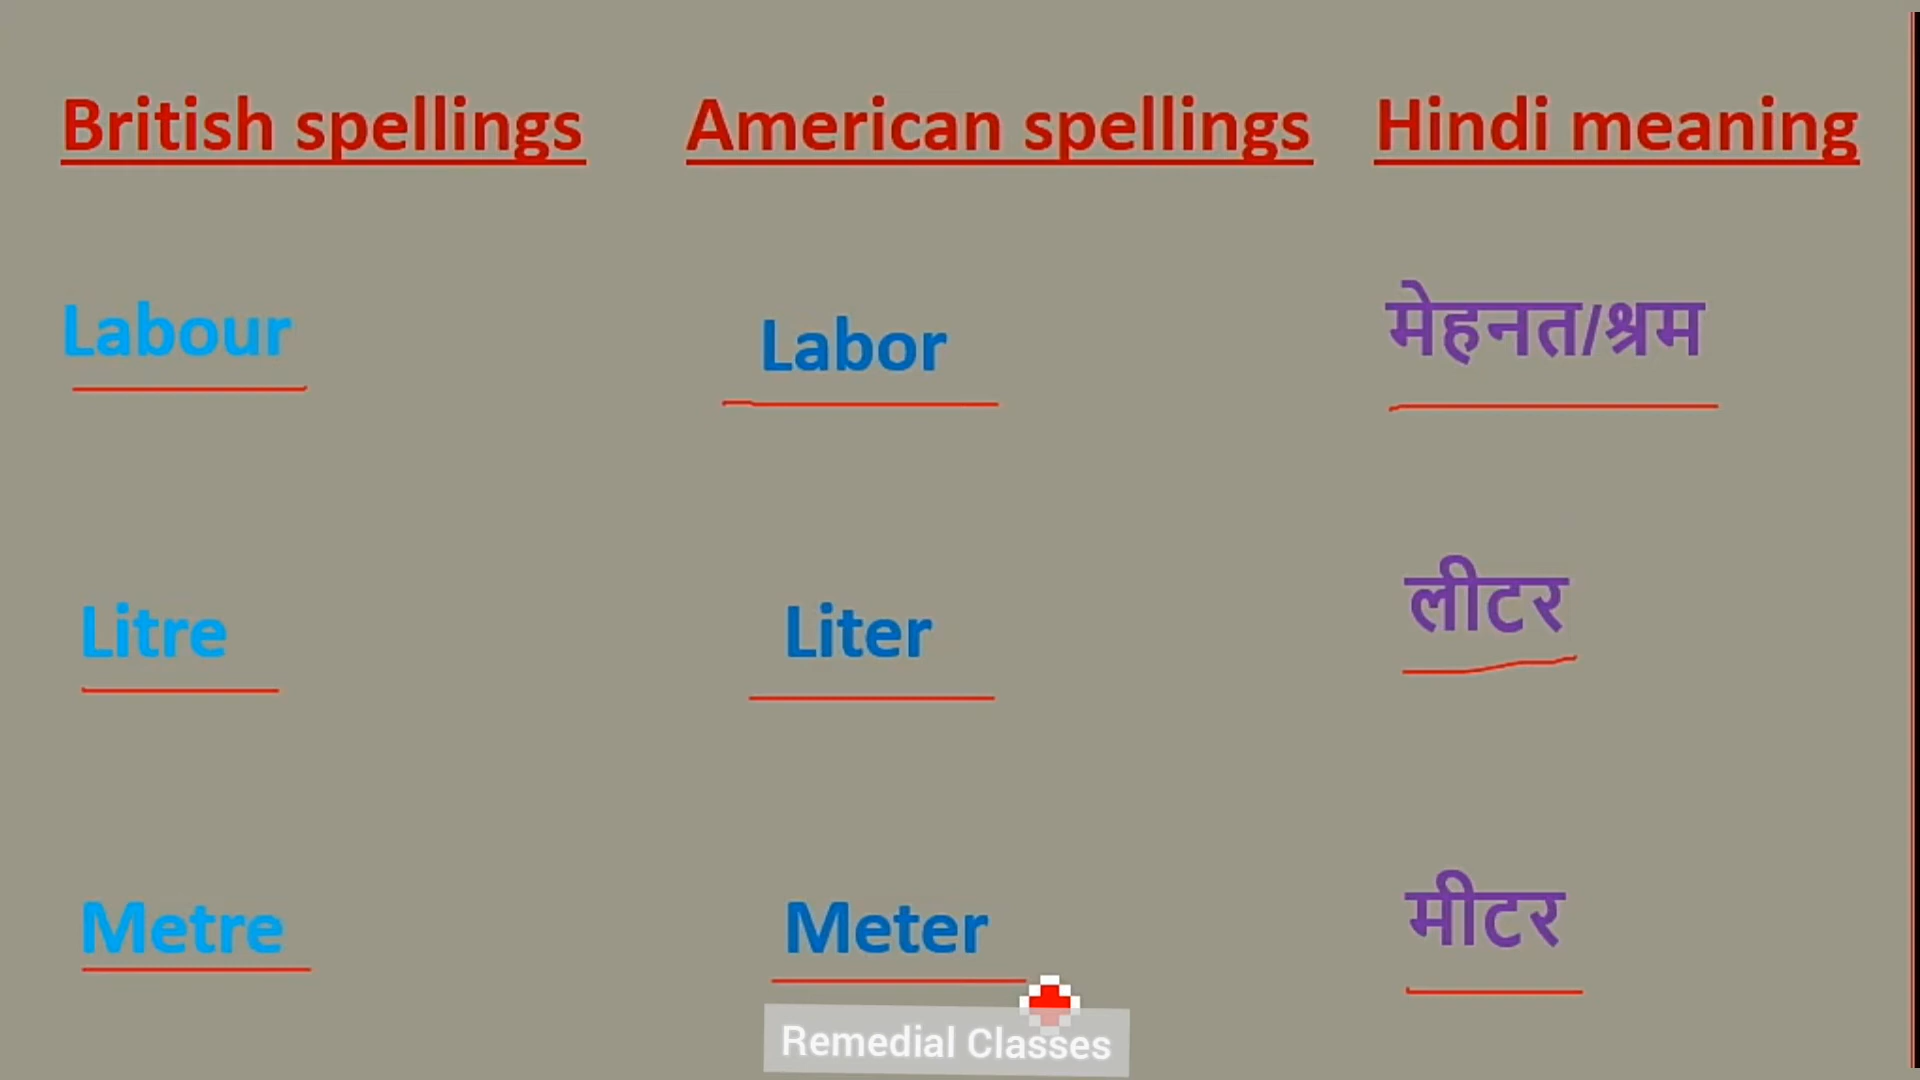 British spellings American spellings Hindi meaning
Labour Labor मेहनत/श्रम
Litre Liter लीटर
Metre Meter मीटर
Remedial Classes